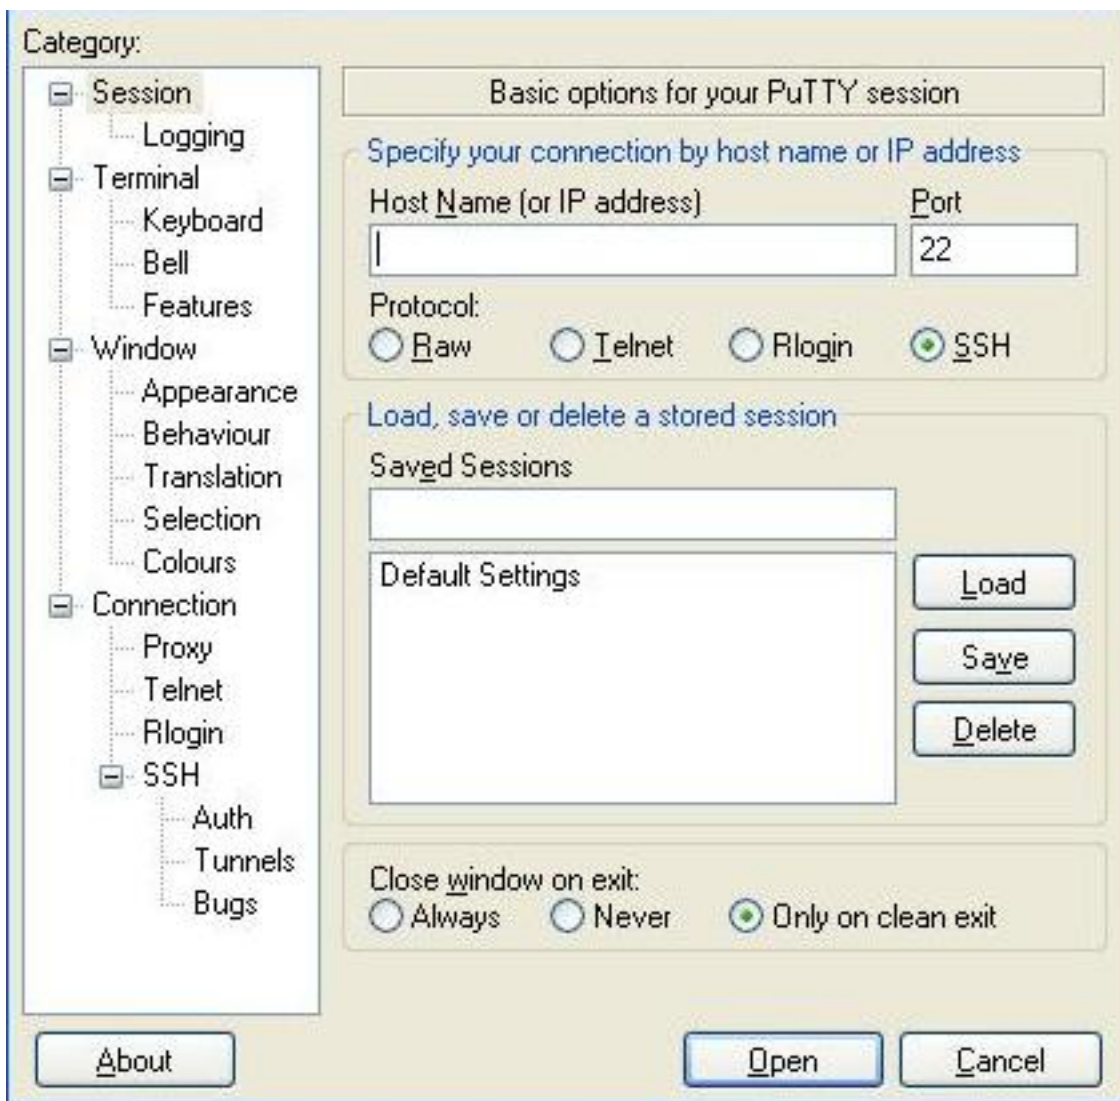 Category:
Session
Logging
Terminal
Keyboard
Bell
Features
Window
Appearance
Behaviour
Translation
Selection
Colours
Connection
Proxy
Telnet
Rlogin
SSH
Auth
Tunnels
Bugs
Basic options for your PuTTY session
Specify your connection by host name or IP address
Host Name (or IP address) Port
22
Protocol:
Raw Telnet Rlogin SSH
Load, save or delete a stored session
Saved Sessions
Default Settings
Load
Save
Delete
Close window on exit:
Always Never Only on clean exit
About Open Cancel